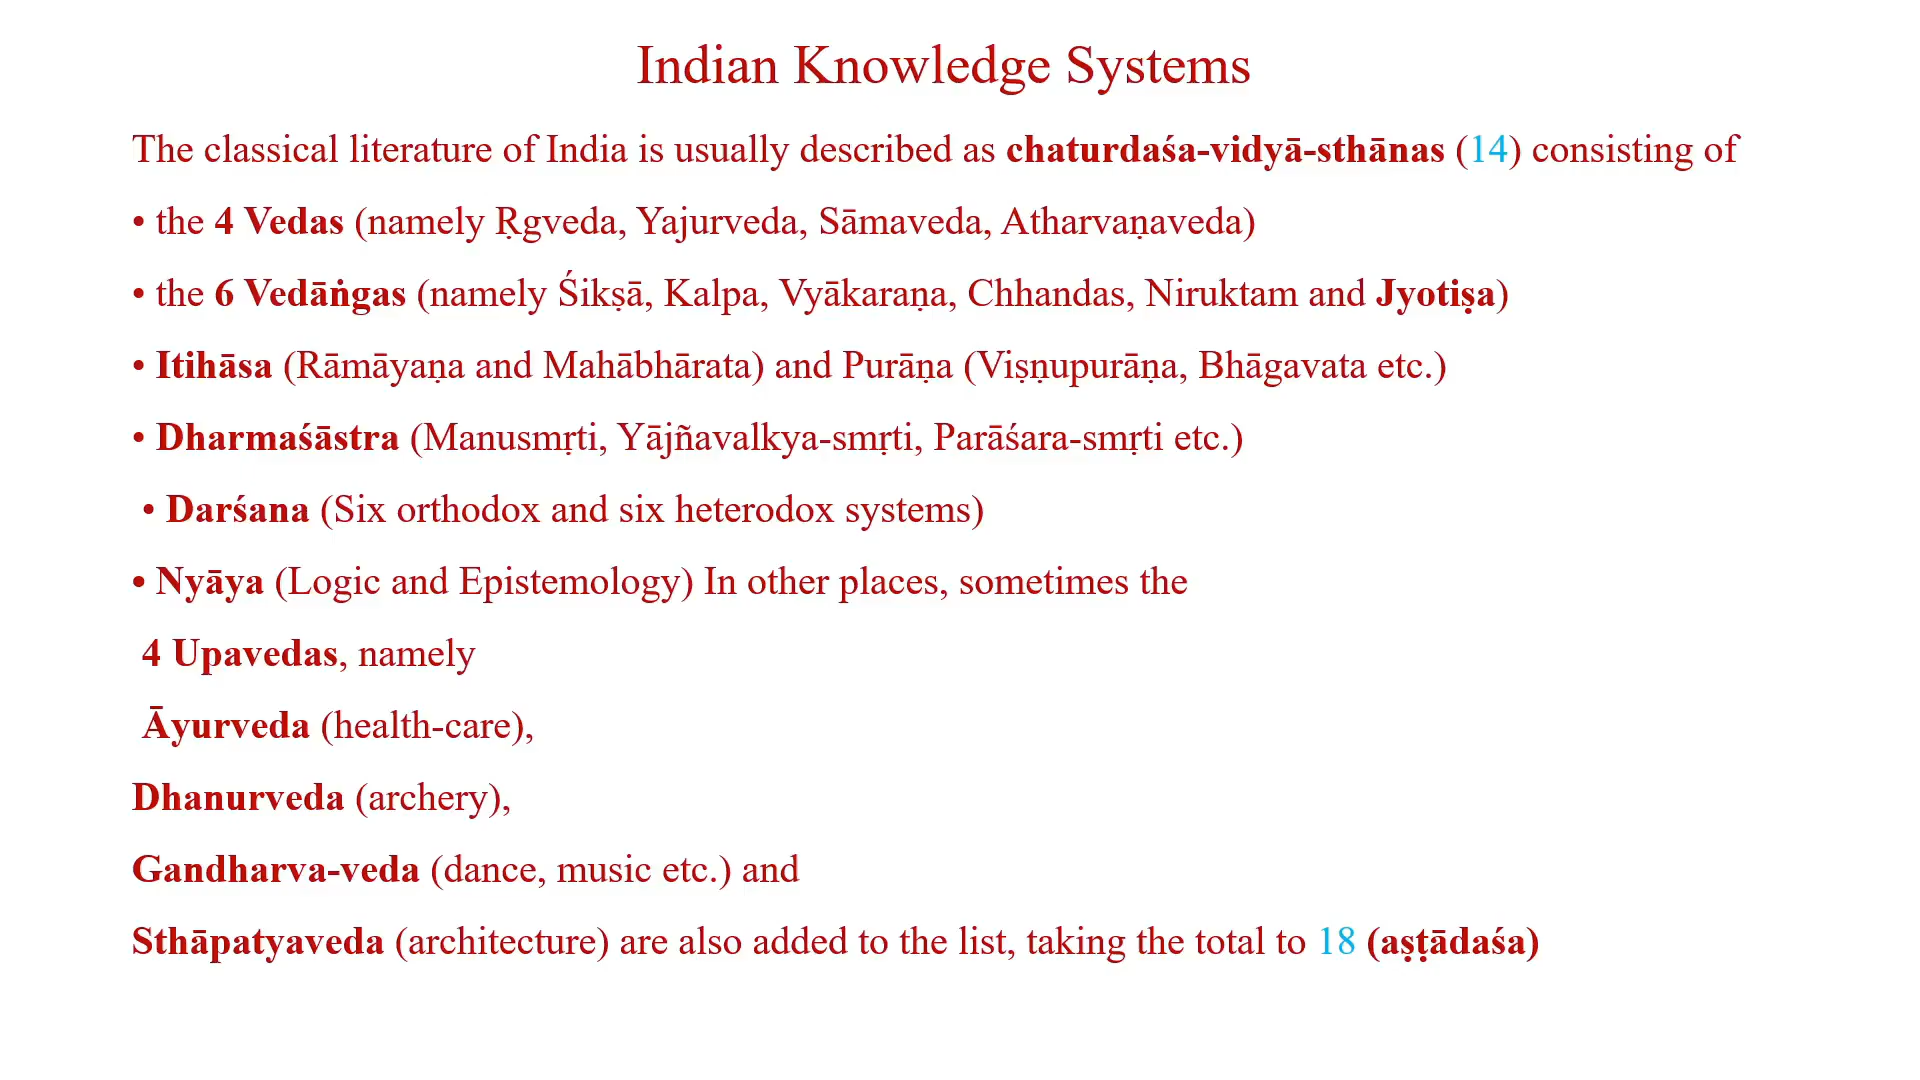 Indian Knowledge Systems
The classical literature of India is usually described as chaturdaśa-vidyā-sthānas (14) consisting of
• the 4 Vedas (namely Ṛgveda, Yajurveda, Sāmaveda, Atharvaṇaveda)
• the 6 Vedāṅgas (namely Śikṣā, Kalpa, Vyākaraṇa, Chhandas, Niruktam and Jyotiṣa)
• Itihāsa (Rāmāyaṇa and Mahābhārata) and Purāṇa (Viṣṇupurāṇa, Bhāgavata etc.)
• Dharmaśāstra (Manusmṛti, Yājñavalkya-smṛti, Parāśara-smṛti etc.)
• Darśana (Six orthodox and six heterodox systems)
• Nyāya (Logic and Epistemology) In other places, sometimes the
4 Upavedas, namely
Āyurveda (health-care),
Dhanurveda (archery),
Gandharva-veda (dance, music etc.) and
Sthāpatyaveda (architecture) are also added to the list, taking the total to 18 (aṣṭādaśa)